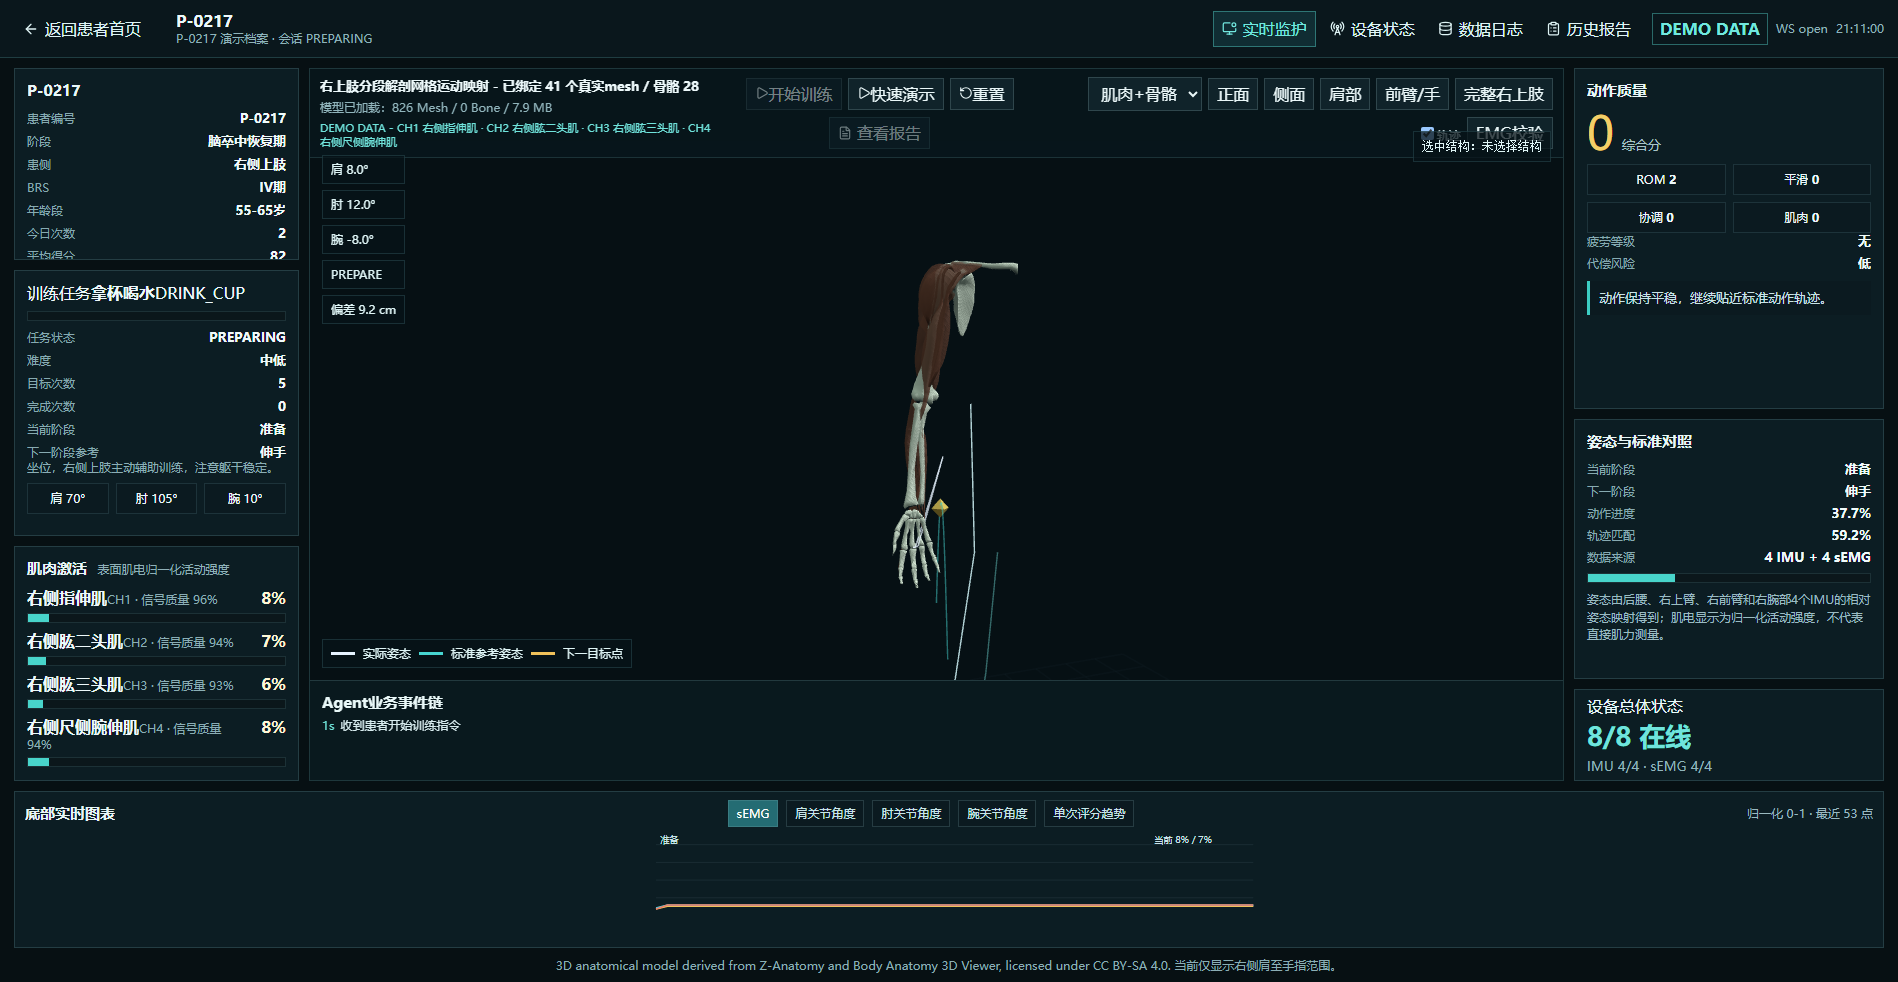 返回患者首页
P-0217
P-0217 演示档案 · 会话 PREPARING
实时监护
设备状态
数据日志
历史报告
DEMO DATA
WS open 21:11:00
P-0217
患者编号 P-0217
阶段 脑卒中恢复期
患侧 右侧上肢
BRS IV期
年龄段 55-65岁
今日次数 2
平均得分 82
训练任务拿杯喝水DRINK_CUP
任务状态 PREPARING
难度 中低
目标次数 5
完成次数 0
当前阶段 准备
下一阶段参考 伸手
坐位，右侧上肢主动辅助训练，注意躯干稳定。
肩 70°
肘 105°
腕 10°
肌肉激活 表面肌电归一化活动强度
右侧指伸肌CH1 · 信号质量 96% 8%
右侧肱二头肌CH2 · 信号质量 94% 7%
右侧肱三头肌CH3 · 信号质量 93% 6%
右侧尺侧腕伸肌CH4 · 信号质量 8%
94%
右上肢分段解剖网格运动映射 - 已绑定 41 个真实mesh / 骨骼 28
模型已加载：826 Mesh / 0 Bone / 7.9 MB
DEMO DATA - CH1 右侧指伸肌 · CH2 右侧肱二头肌 · CH3 右侧肱三头肌 · CH4
右侧尺侧腕伸肌
开始训练
快速演示
重置
查看报告
肌肉+骨骼
正面
侧面
肩部
前臂/手
完整右上肢
轨迹
EMG校验
选中结构：未选择结构
肩 8.0°
肘 12.0°
腕 -8.0°
PREPARE
偏差 9.2 cm
实际姿态
标准参考姿态
下一目标点
Agent业务事件链
1s 收到患者开始训练指令
动作质量
0 综合分
ROM 2
平滑 0
协调 0
肌肉 0
疲劳等级 无
代偿风险 低
动作保持平稳，继续贴近标准动作轨迹。
姿态与标准对照
当前阶段 准备
下一阶段 伸手
动作进度 37.7%
轨迹匹配 59.2%
数据来源 4 IMU + 4 sEMG
姿态由后腰、右上臂、右前臂和右腕部4个IMU的相对
姿态映射得到；肌电显示为归一化活动强度，不代表
直接肌力测量。
设备总体状态
8/8 在线
IMU 4/4 · sEMG 4/4
底部实时图表
sEMG
肩关节角度
肘关节角度
腕关节角度
单次评分趋势
归一化 0-1 · 最近 53 点
准备
当前 8% / 7%
3D anatomical model derived from Z-Anatomy and Body Anatomy 3D Viewer, licensed under CC BY-SA 4.0. 当前仅显示右侧肩至手指范围。